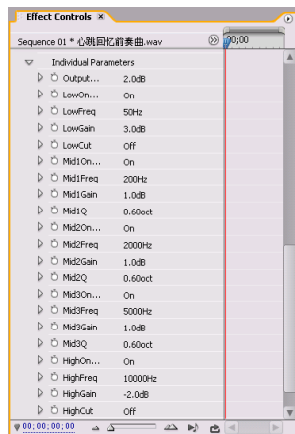 Effect Controls ×
Sequence 01 * 心跳回忆前奏曲.wav 00;00
Individual Parameters
Output... 2.0dB
LowOn... On
LowFreq 50Hz
LowGain 3.0dB
LowCut Off
Mid1On... On
Mid1Freq 200Hz
Mid1Gain 1.0dB
Mid1Q 0.60oct
Mid2On... On
Mid2Freq 2000Hz
Mid2Gain 1.0dB
Mid2Q 0.60oct
Mid3On... On
Mid3Freq 5000Hz
Mid3Gain 1.0dB
Mid3Q 0.60oct
HighOn... On
HighFreq 10000Hz
HighGain -2.0dB
HighCut Off
00;00;00;00